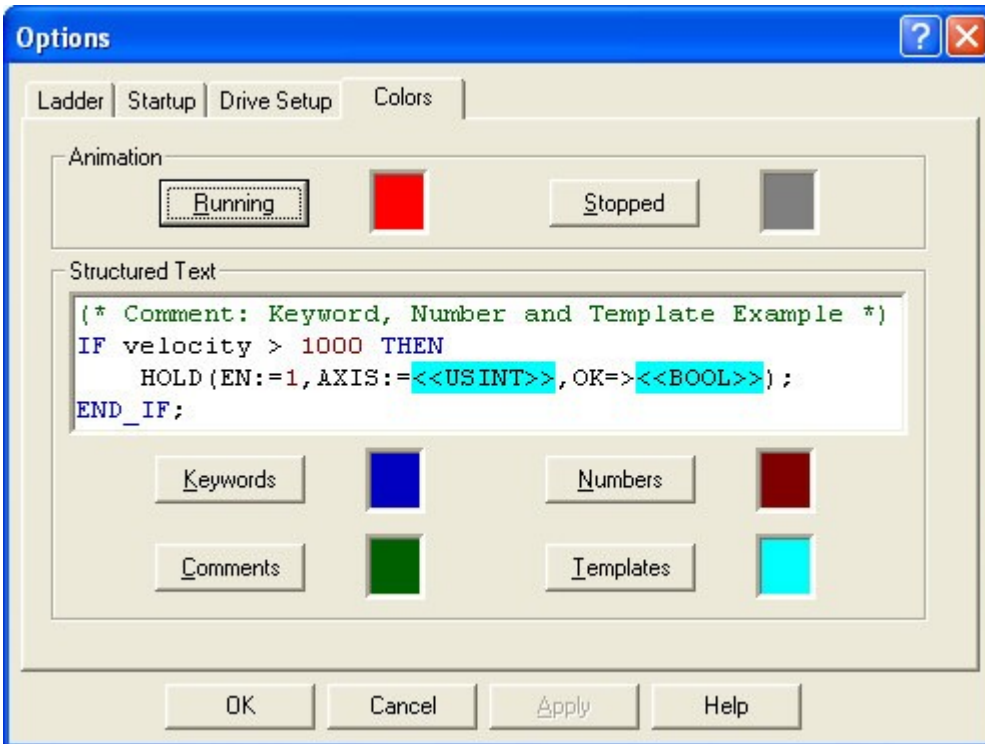 Options
Ladder Startup Drive Setup Colors
Animation
Running Stopped
Structured Text
(* Comment: Keyword, Number and Template Example *)
IF velocity > 1000 THEN
HOLD(EN:=1,AXIS:=<<USINT>>,OK=><<BOOL>>);
END_IF;
Keywords Numbers
Comments Templates
OK Cancel Apply Help